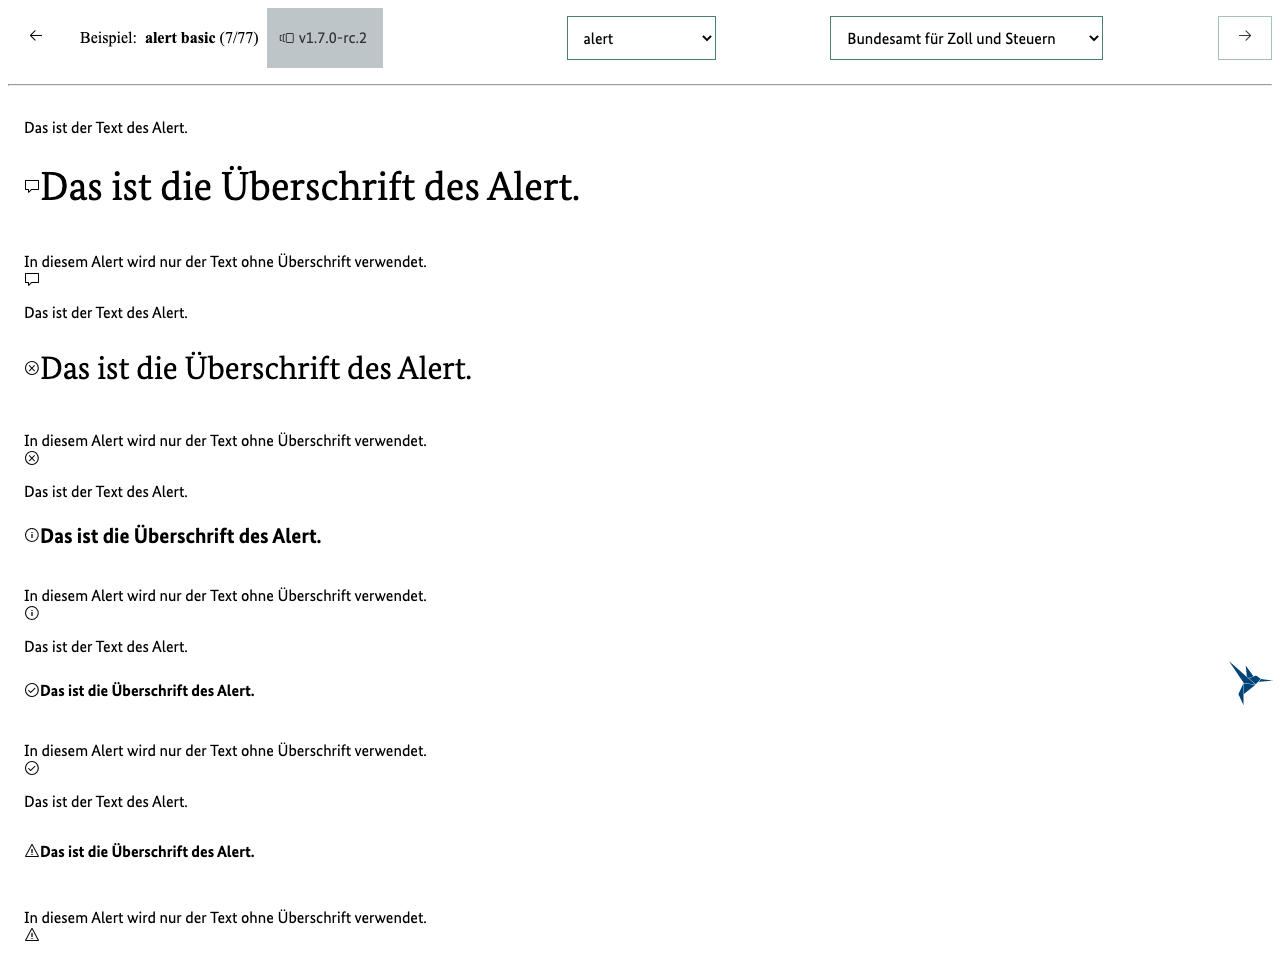 Beispiel: alert basic (7/77) v1.7.0-rc.2 alert Bundesamt für Zoll und Steuern
Das ist der Text des Alert.
Das ist die Überschrift des Alert.
In diesem Alert wird nur der Text ohne Überschrift verwendet.
Das ist der Text des Alert.
Das ist die Überschrift des Alert.
In diesem Alert wird nur der Text ohne Überschrift verwendet.
Das ist der Text des Alert.
Das ist die Überschrift des Alert.
In diesem Alert wird nur der Text ohne Überschrift verwendet.
Das ist der Text des Alert.
Das ist die Überschrift des Alert.
In diesem Alert wird nur der Text ohne Überschrift verwendet.
Das ist der Text des Alert.
Das ist die Überschrift des Alert.
In diesem Alert wird nur der Text ohne Überschrift verwendet.